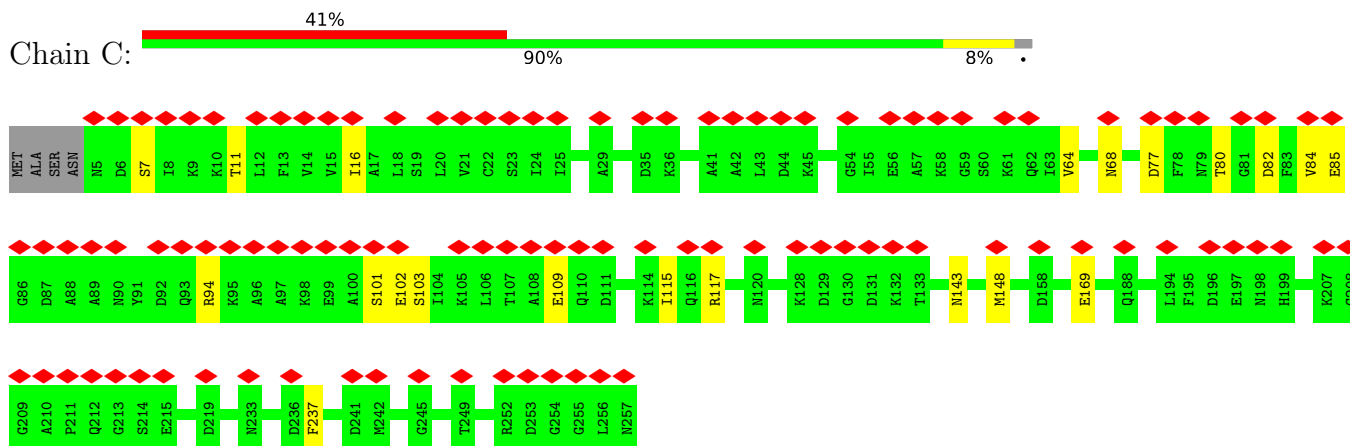 41%
Chain C:
90% 8% •
MET ALA SER ASN N5 D6 S7 I8 K9 K10 T11 L12 F13 V14 V15 I16 A17 L18 S19 L20 V21 C22 S23 I24 I25 A29 D35 K36 A41 A42 L43 D44 K45 G54 I55 E56 A57 K58 G59 S60 K61 Q62 I63 V64 N68 D77 F78 N79 T80 G81 D82 F83 V84 E85
G86 D87 A88 A89 N90 Y91 D92 Q93 R94 K95 A96 A97 K98 E99 A100 S101 E102 S103 I104 K105 L106 T107 A108 E109 Q110 D111 K114 I115 Q116 R117 N120 K128 D129 G130 D131 K132 T133 N143 M148 D158 E169 Q188 L194 F195 D196 E197 N198 H199 K207 G208
G209 A210 P211 Q212 G213 S214 E215 D219 N233 D236 F237 D241 M242 G245 T249 R252 D253 G254 G255 L256 N257